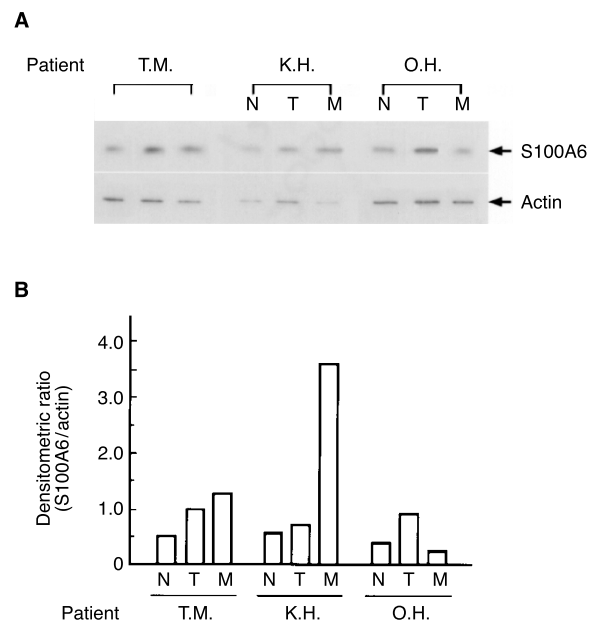 A
Patient T.M. K.H. O.H.
N T M N T M
S100A6
Actin
B
Densitometric ratio
(S100A6/actin)
4.0
3.0
2.0
1.0
0
N T M N T M N T M
Patient T.M. K.H. O.H.